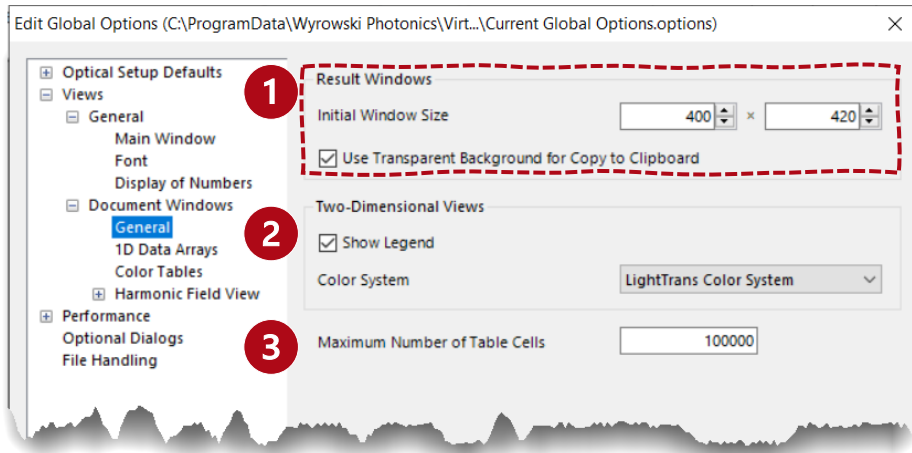 Edit Global Options (C:\ProgramData\Wyrowski Photonics\Virt...\Current Global Options.options)
Optical Setup Defaults
Views
General
Main Window
Font
Display of Numbers
Document Windows
General
1D Data Arrays
Color Tables
Harmonic Field View
Performance
Optional Dialogs
File Handling
1
Result Windows
Initial Window Size 400 × 420
Use Transparent Background for Copy to Clipboard
2
Two-Dimensional Views
Show Legend
Color System LightTrans Color System
3
Maximum Number of Table Cells 100000